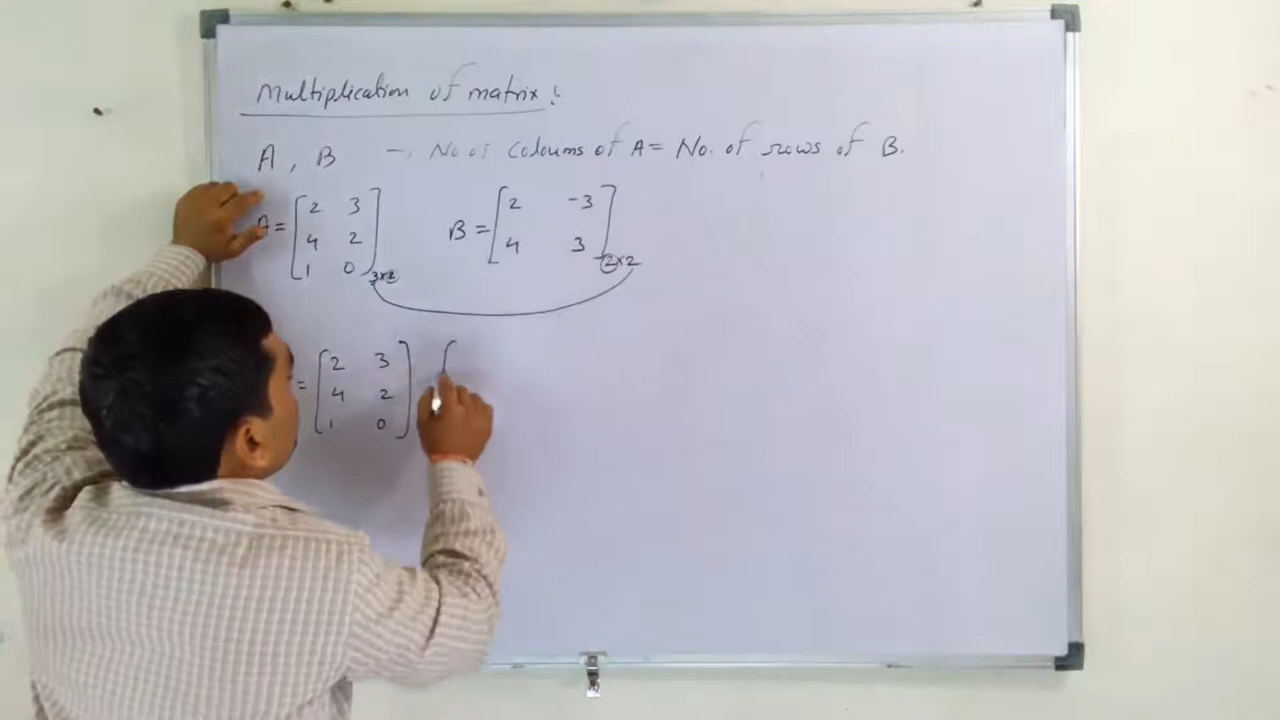 Multiplication of matrix :
A , B → No of Coloums of A = No. of rows of B.
A = [ 2 3 B = [ 2 -3
4 2 4 3 ] 2×2
1 0 ] 3×2
= [ 2 3 ] [
4 2
1 0